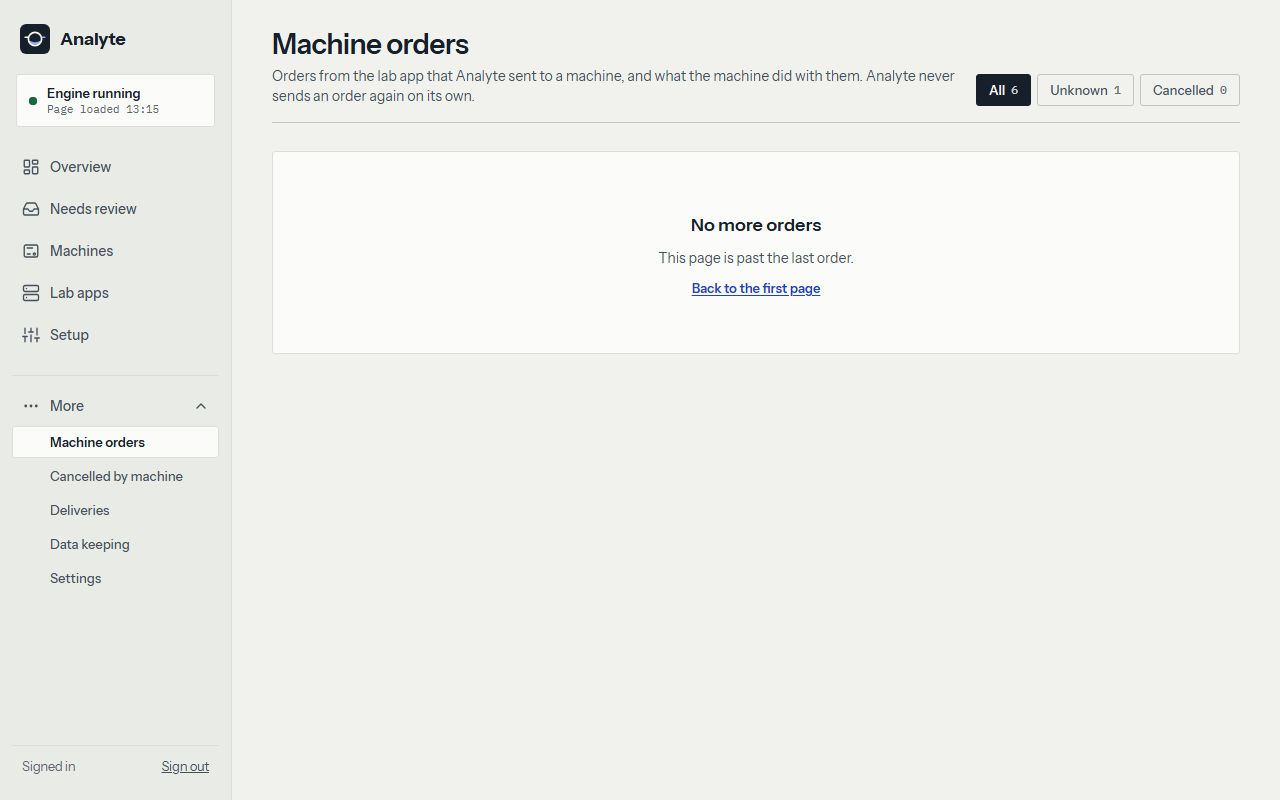 Analyte
Engine running
Page loaded 13:15
Overview
Needs review
Machines
Lab apps
Setup
More
Machine orders
Cancelled by machine
Deliveries
Data keeping
Settings
Signed in
Sign out
Machine orders
Orders from the lab app that Analyte sent to a machine, and what the machine did with them. Analyte never
sends an order again on its own.
All 6
Unknown 1
Cancelled 0
No more orders
This page is past the last order.
Back to the first page